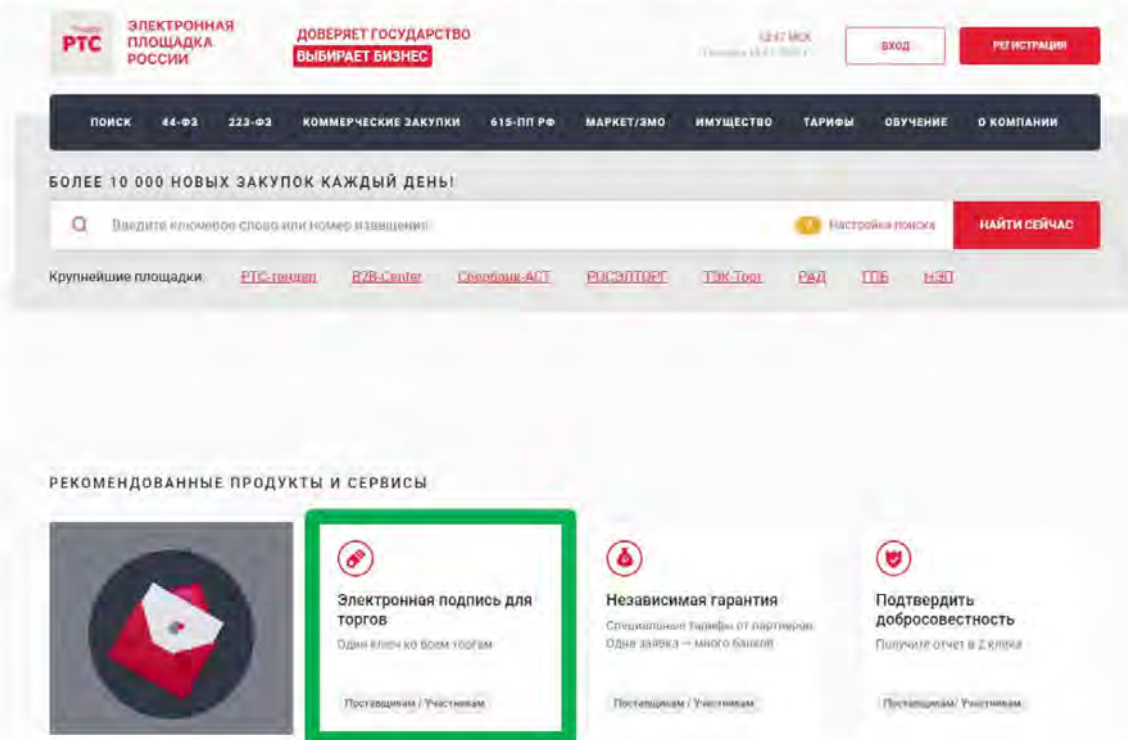 РТС
ЭЛЕКТРОННАЯ
ПЛОЩАДКА
РОССИИ
ДОВЕРЯЕТ ГОСУДАРСТВО
ВЫБИРАЕТ БИЗНЕС
МСК
ВХОД
РЕГИСТРАЦИЯ
ПОИСК 44-ФЗ 223-ФЗ КОММЕРЧЕСКИЕ ЗАКУПКИ 615-ПП РФ МАРКЕТ/ЗМО ИМУЩЕСТВО ТАРИФЫ ОБУЧЕНИЕ О КОМПАНИИ
БОЛЕЕ 10 000 НОВЫХ ЗАКУПОК КАЖДЫЙ ДЕНЬ!
Введите ключевое слово или номер извещения
Настройка поиска
НАЙТИ СЕЙЧАС
Крупнейшие площадки: РТС-тендер B2B-Center Сбербанк-АСТ РОСЭЛТОРГ ТЭК-Торг РАД ГПБ НЭП
РЕКОМЕНДОВАННЫЕ ПРОДУКТЫ И СЕРВИСЫ
Электронная подпись для
торгов
Один ключ ко всем торгам
Поставщикам / Участникам
Независимая гарантия
Специальные тарифы от партнеров
Одна заявка — много банков
Поставщикам / Участникам
Подтвердить
добросовестность
Получите отчет в 2 клика
Поставщикам / Участникам